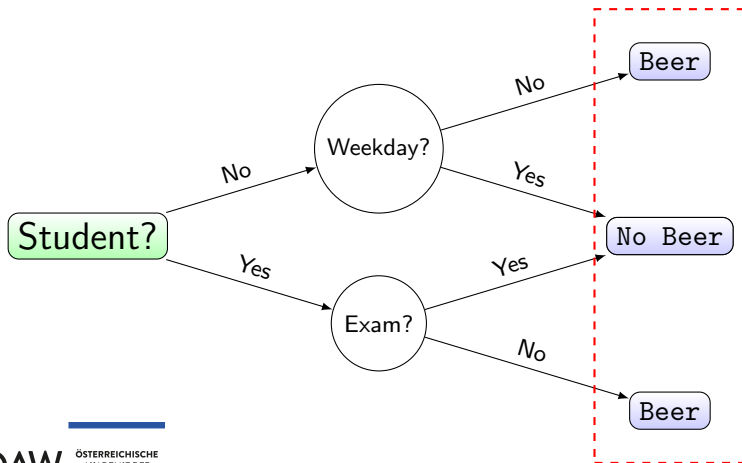 Beer
No
Weekday?
No
Yes
Student?
No Beer
Yes
Yes
Exam?
No
Beer
ÖSTERREICHISCHE